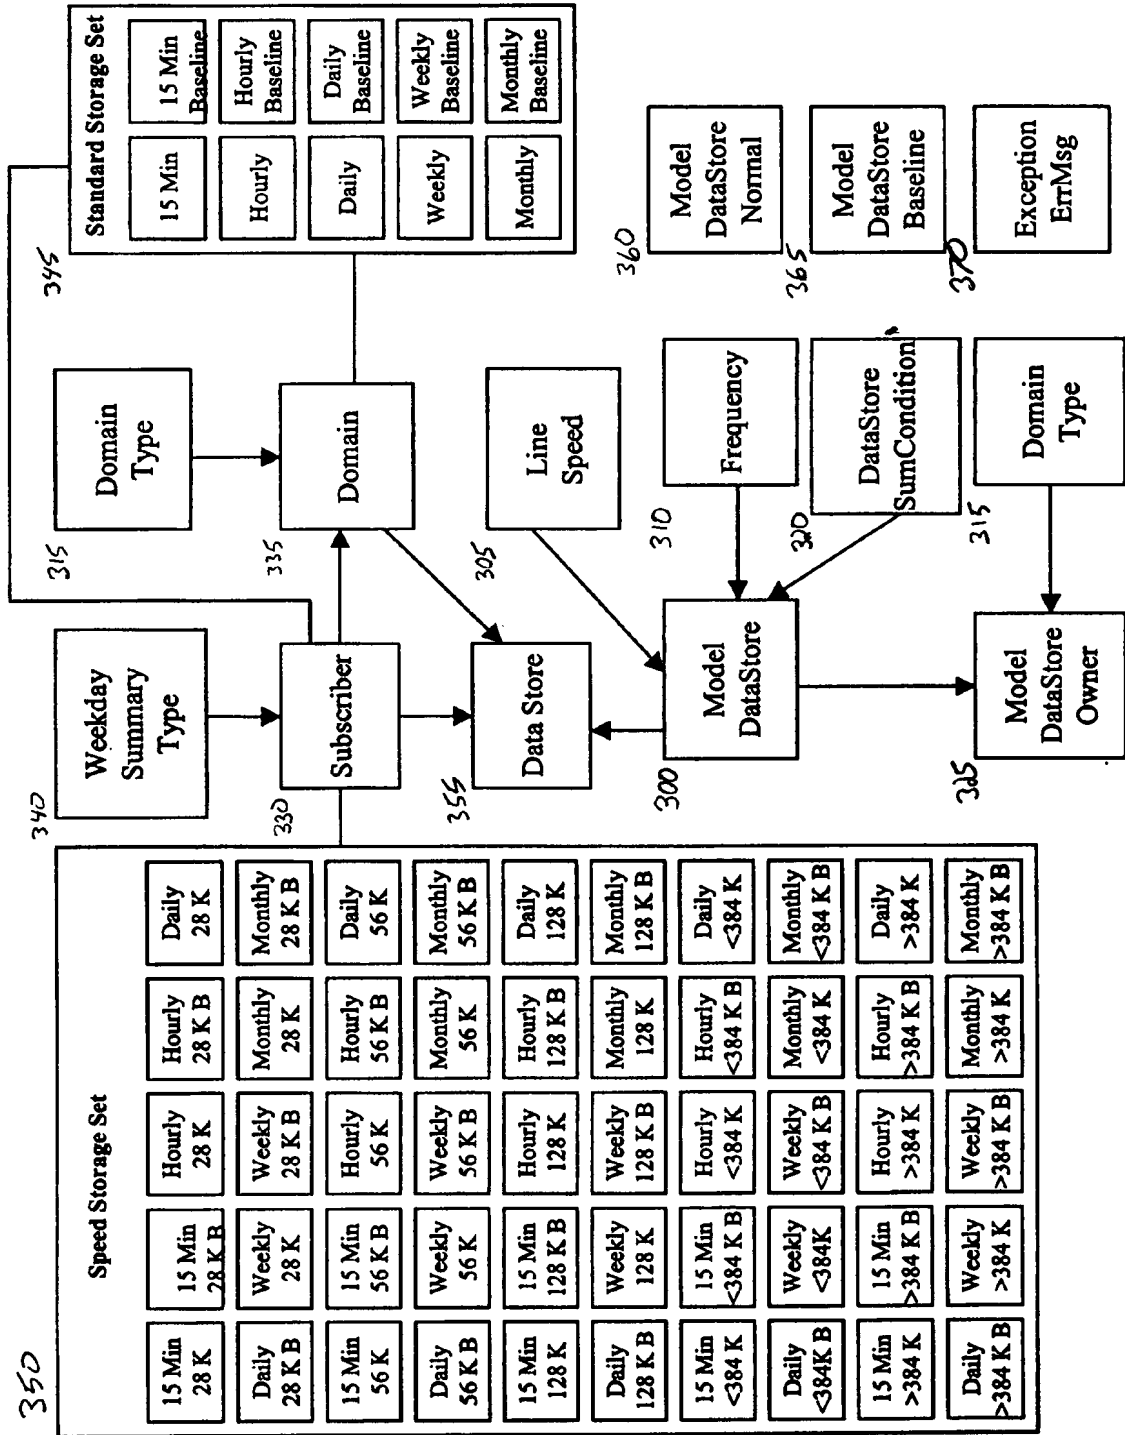 350
Speed Storage Set
15 Min
28 K
15 Min
28 K B
Hourly
28 K
Hourly
28 K B
Daily
28 K
Daily
28 K B
Weekly
28 K
Weekly
28 K B
Monthly
28 K
Monthly
28 K B
15 Min
56 K
15 Min
56 K B
Hourly
56 K
Hourly
56 K B
Daily
56 K
Daily
56 K B
Weekly
56 K
Weekly
56 K B
Monthly
56 K
Monthly
56 K B
15 Min
128 K
15 Min
128 K B
Hourly
128 K
Hourly
128 K B
Daily
128 K
Daily
128 K B
Weekly
128 K
Weekly
128 K B
Monthly
128 K
Monthly
128 K B
15 Min
<384 K
15 Min
<384 K B
Hourly
<384 K
Hourly
<384 K B
Daily
<384 K
Daily
<384K B
Weekly
<384K
Weekly
<384 K B
Monthly
<384 K
Monthly
<384 K B
15 Min
>384 K
15 Min
>384 K B
Hourly
>384 K
Hourly
>384 K B
Daily
>384 K
Daily
>384 K B
Weekly
>384 K
Weekly
>384 K B
Monthly
>384 K
Monthly
>384 K B
340
Weekday
Summary
Type
315
Domain
Type
330
Subscriber
335
Domain
355
Data Store
305
Line
Speed
300
Model
DataStore
310
Frequency
320
DataStore
SumCondition
325
Model
DataStore
Owner
315
Domain
Type
345
Standard Storage Set
15 Min
15 Min
Baseline
Hourly
Hourly
Baseline
Daily
Daily
Baseline
Weekly
Weekly
Baseline
Monthly
Monthly
Baseline
360
Model
DataStore
Normal
365
Model
DataStore
Baseline
370
Exception
ErrMsg